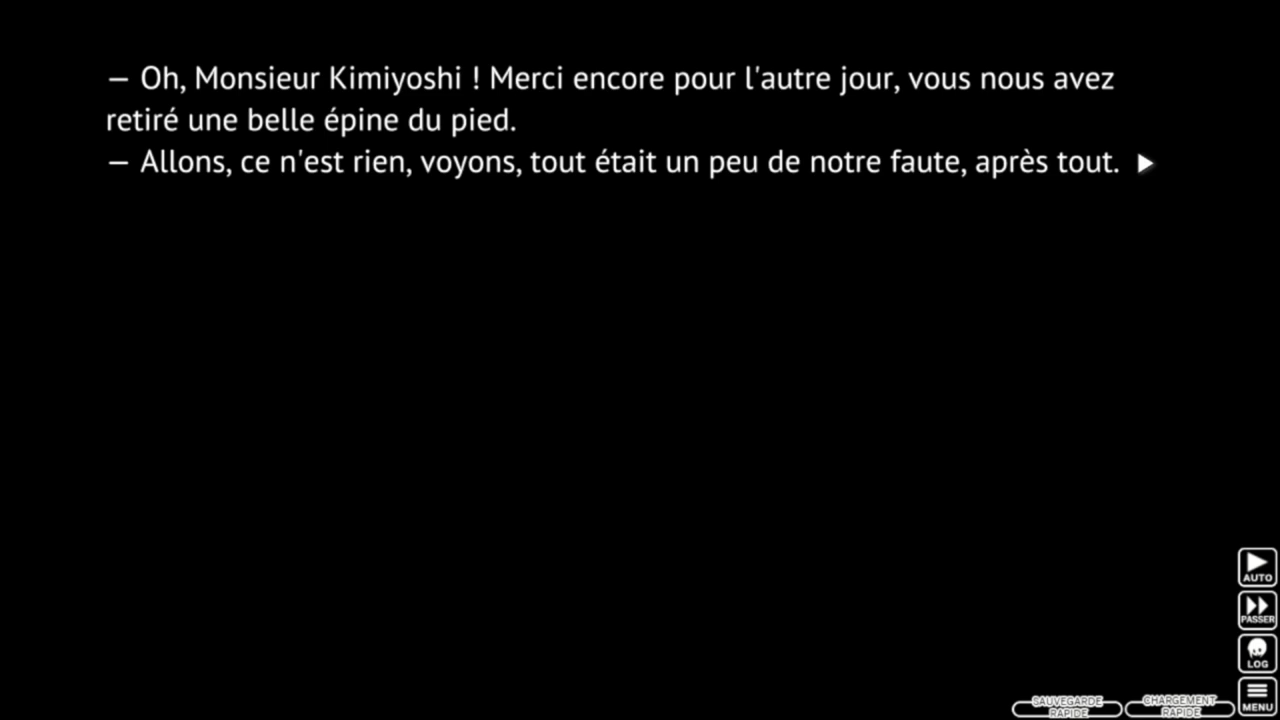 — Oh, Monsieur Kimiyoshi ! Merci encore pour l'autre jour, vous nous avez
retiré une belle épine du pied.
— Allons, ce n'est rien, voyons, tout était un peu de notre faute, après tout.
AUTO
PASSER
LOG
MENU
SAUVEGARDE
RAPIDE
CHARGEMENT
RAPIDE